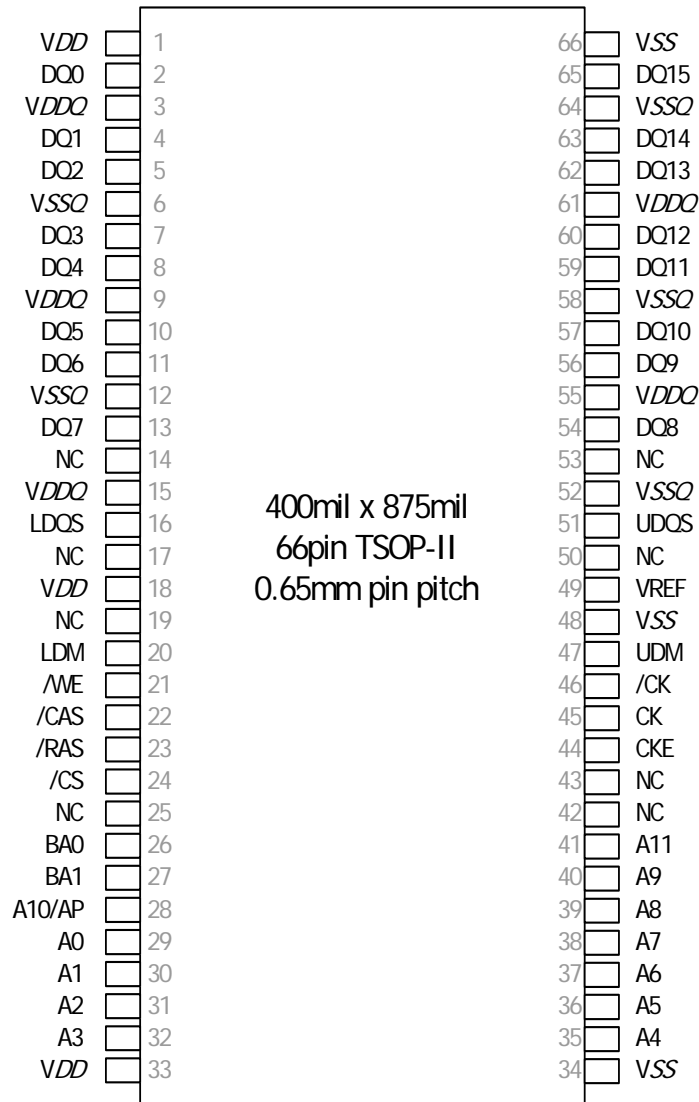 VDD 1 66 VSS
DQ0 2 65 DQ15
VDDQ 3 64 VSSQ
DQ1 4 63 DQ14
DQ2 5 62 DQ13
VSSQ 6 61 VDDQ
DQ3 7 60 DQ12
DQ4 8 59 DQ11
VDDQ 9 58 VSSQ
DQ5 10 57 DQ10
DQ6 11 56 DQ9
VSSQ 12 55 VDDQ
DQ7 13 54 DQ8
NC 14 53 NC
VDDQ 15 52 VSSQ
LDQS 16 51 UDQS
NC 17 50 NC
VDD 18 49 VREF
NC 19 48 VSS
LDM 20 47 UDM
/WE 21 46 /CK
/CAS 22 45 CK
/RAS 23 44 CKE
/CS 24 43 NC
NC 25 42 NC
BA0 26 41 A11
BA1 27 40 A9
A10/AP 28 39 A8
A0 29 38 A7
A1 30 37 A6
A2 31 36 A5
A3 32 35 A4
VDD 33 34 VSS
400mil x 875mil
66pin TSOP-II
0.65mm pin pitch